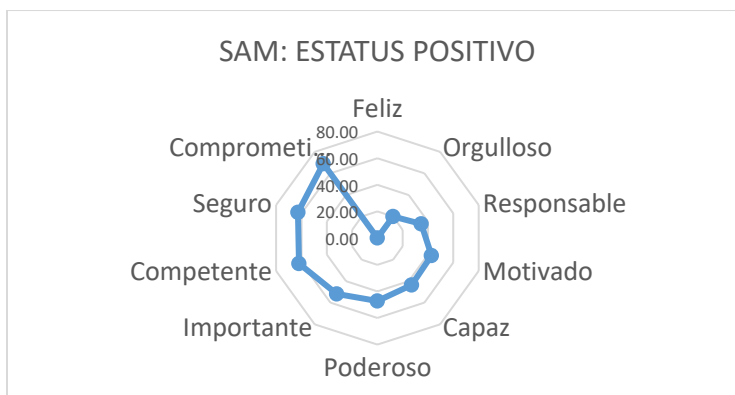 SAM: ESTATUS POSITIVO
Feliz
80.00
Comprometi... 60.00 Orgulloso
40.00
Seguro 20.00 Responsable
0.00
Competente Motivado
Importante Capaz
Poderoso